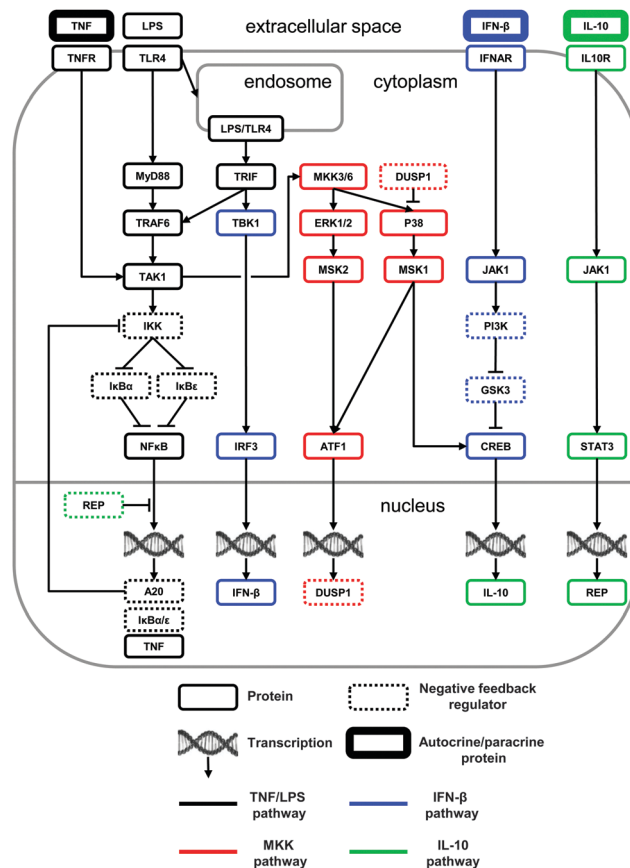 TNF
LPS
extracellular space
IFN-β
IL-10
TNFR
TLR4
IFNAR
IL10R
endosome
cytoplasm
LPS/TLR4
MyD88
TRIF
MKK3/6
DUSP1
TRAF6
TBK1
ERK1/2
P38
TAK1
MSK2
MSK1
JAK1
JAK1
IKK
PI3K
IκBα
IκBε
GSK3
NFκB
IRF3
ATF1
CREB
STAT3
REP
nucleus
A20
IFN-β
DUSP1
IL-10
REP
IκBα/ε
TNF
Protein
Negative feedback
regulator
Transcription
Autocrine/paracrine
protein
TNF/LPS
pathway
IFN-β
pathway
MKK
pathway
IL-10
pathway